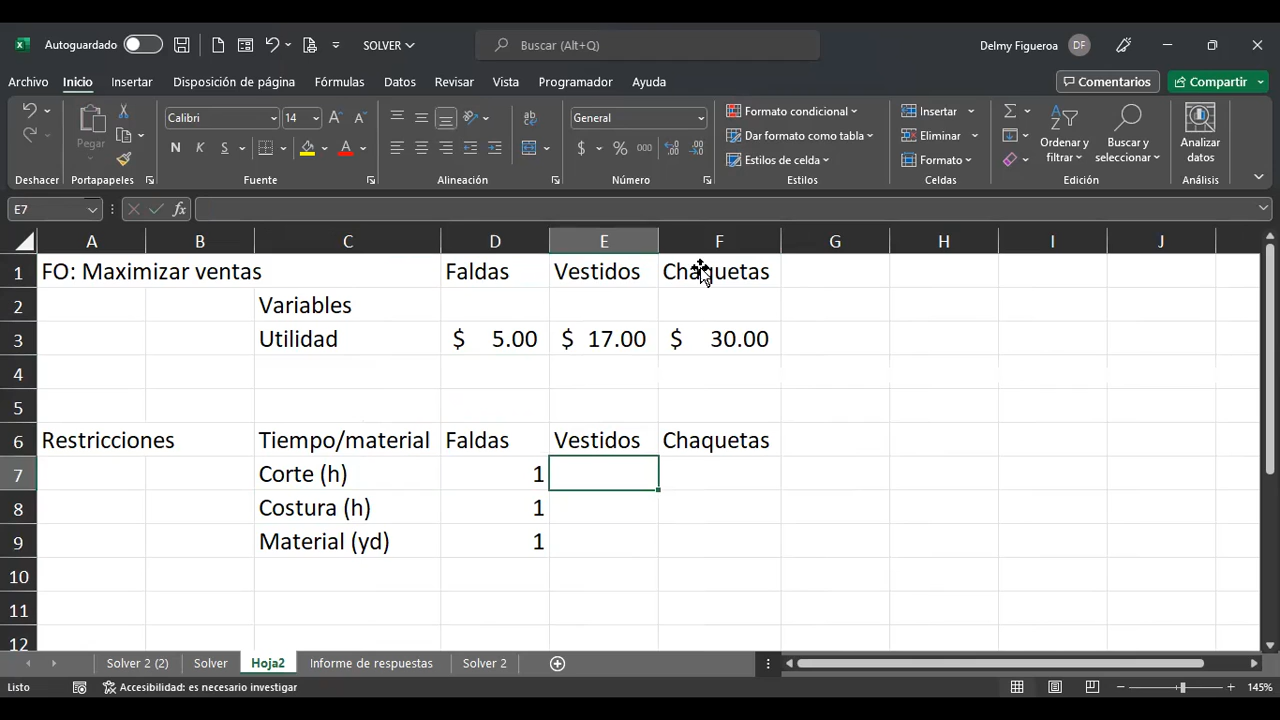 Autoguardado SOLVER Buscar (Alt+Q) Delmy Figueroa DF
Archivo Inicio Insertar Disposición de página Fórmulas Datos Revisar Vista Programador Ayuda Comentarios Compartir
Calibri 14 General Formato condicional Insertar
Pegar Dar formato como tabla Eliminar Ordenar y filtrar Buscar y seleccionar Analizar datos
N K S $ % 000 Estilos de celda Formato
Deshacer Portapapeles Fuente Alineación Número Estilos Celdas Edición Análisis
E7 fx
A B C D E F G H I J
1 FO: Maximizar ventas Faldas Vestidos Chaquetas
2 Variables
3 Utilidad $ 5.00 $ 17.00 $ 30.00
4
5
6 Restricciones Tiempo/material Faldas Vestidos Chaquetas
7 Corte (h) 1
8 Costura (h) 1
9 Material (yd) 1
10
11
12
Solver 2 (2) Solver Hoja2 Informe de respuestas Solver 2
Listo Accesibilidad: es necesario investigar 145%